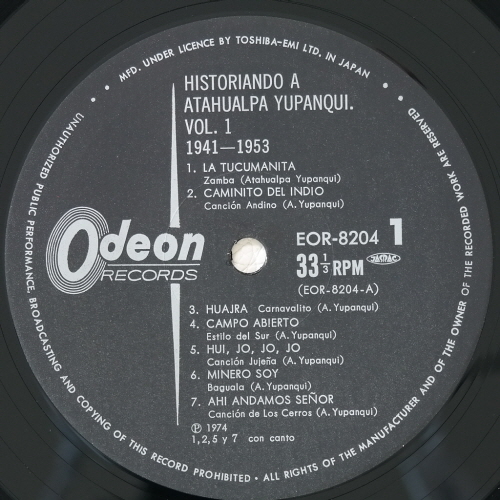 • MFD. UNDER LICENCE BY TOSHIBA-EMI LTD. IN JAPAN •
HISTORIANDO A
ATAHUALPA YUPANQUI.
VOL. 1
1941—1953
1. LA TUCUMANITA
Zamba (Atahualpa Yupanqui)
2. CAMINITO DEL INDIO
Canción Andino (A. Yupanqui)
Odeon
RECORDS
EOR-8204 1
33 1/3 RPM
JASRAC
(EOR-8204-A)
3. HUAJRA Carnavalito (A. Yupanqui)
4. CAMPO ABIERTO
Estilo del Sur (A. Yupanqui)
5. HUI, JO, JO, JO
Canción Jujeña (A. Yupanqui)
6. MINERO SOY
Baguala (A. Yupanqui)
7. AHI ANDAMOS SEÑOR
Canción de Los Cerros (A. Yupanqui)
Ⓟ 1974
1, 2, 5 y 7 con canto
UNAUTHORIZED PUBLIC PERFORMANCE, BROADCASTING AND COPYING OF THIS RECORD PROHIBITED • ALL RIGHTS OF THE MANUFACTURER AND OF THE OWNER OF THE RECORDED WORK ARE RESERVED